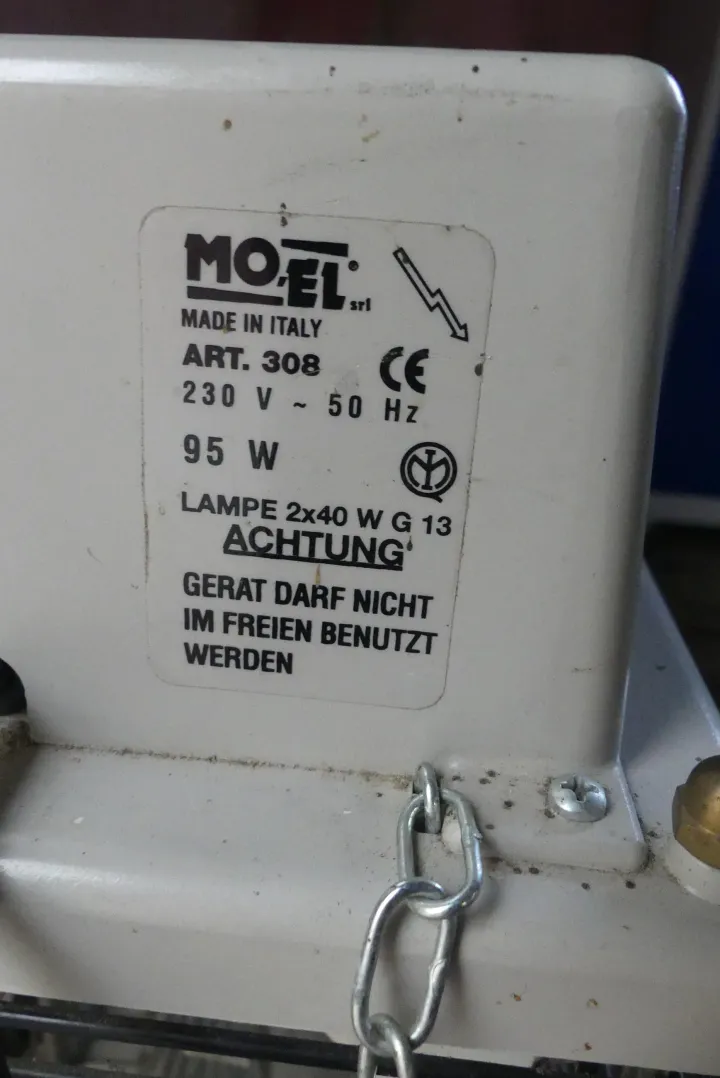 MO-EL® srl
MADE IN ITALY
ART. 308 CE
230 V ~ 50 Hz
95 W
LAMPE 2x40 W G 13
ACHTUNG
GERAT DARF NICHT
IM FREIEN BENUTZT
WERDEN